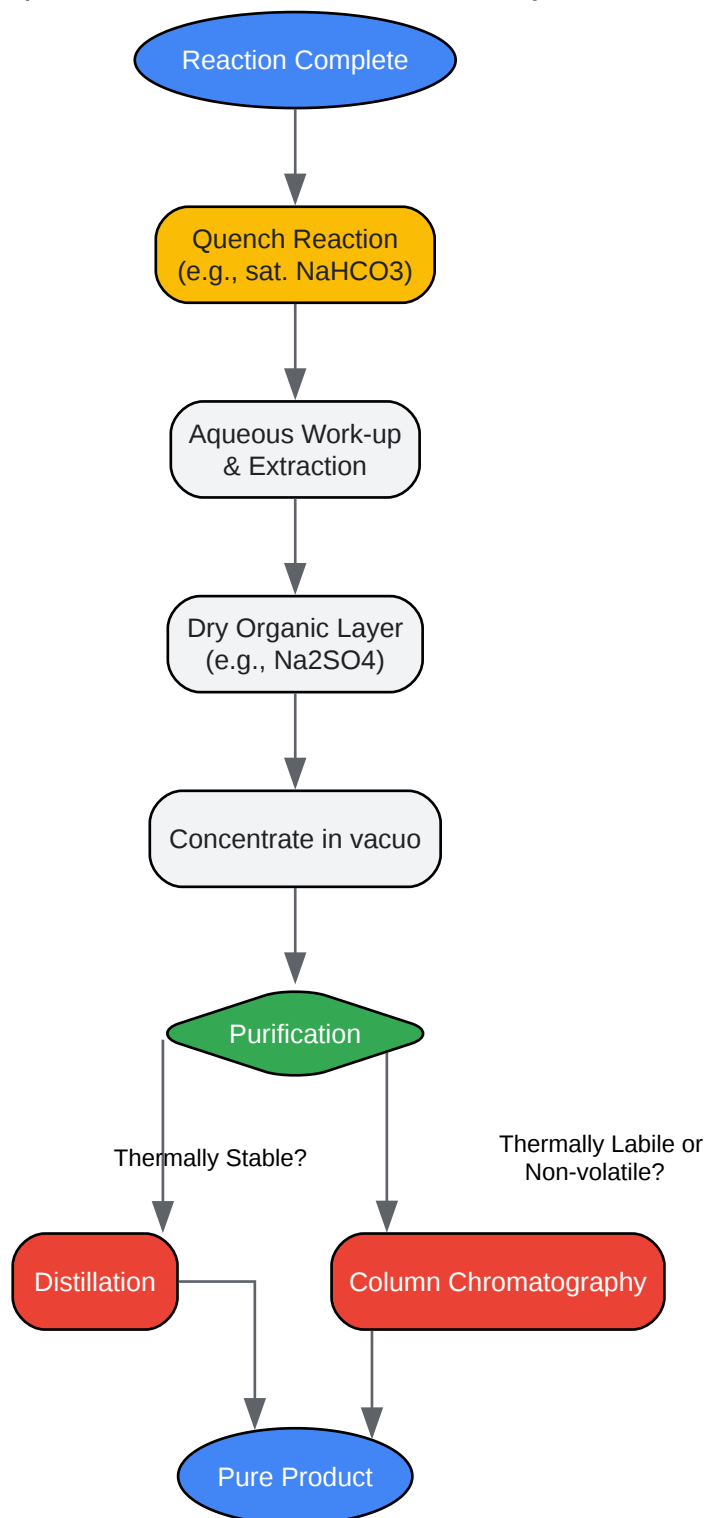 Reaction Complete
Quench Reaction
(e.g., sat. NaHCO3)
Aqueous Work-up
& Extraction
Dry Organic Layer
(e.g., Na2SO4)
Concentrate in vacuo
Purification
Thermally Stable?
Thermally Labile or
Non-volatile?
Distillation
Column Chromatography
Pure Product